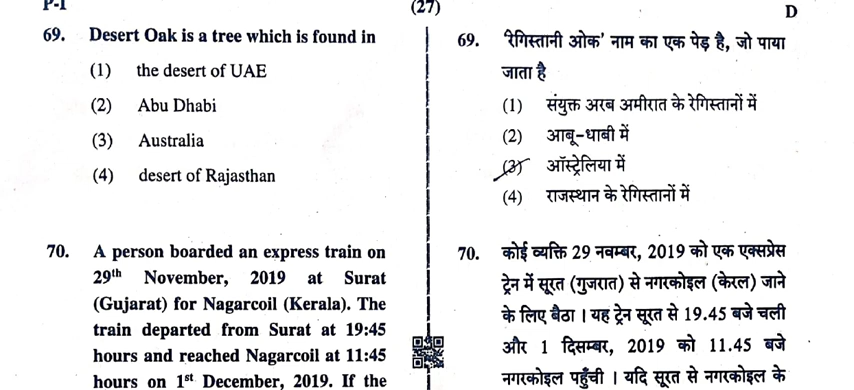 P-I
(27)
D
69. Desert Oak is a tree which is found in
(1) the desert of UAE
(2) Abu Dhabi
(3) Australia
(4) desert of Rajasthan
70. A person boarded an express train on
29th November, 2019 at Surat
(Gujarat) for Nagarcoil (Kerala). The
train departed from Surat at 19:45
hours and reached Nagarcoil at 11:45
hours on 1st December, 2019. If the
69. 'रेगिस्तानी ओक' नाम का एक पेड़ है, जो पाया
जाता है
(1) संयुक्त अरब अमीरात के रेगिस्तानों में
(2) आबू-धाबी में
(3) ऑस्ट्रेलिया में
(4) राजस्थान के रेगिस्तानों में
70. कोई व्यक्ति 29 नवम्बर, 2019 को एक एक्सप्रेस
ट्रेन में सूरत (गुजरात) से नगरकोइल (केरल) जाने
के लिए बैठा । यह ट्रेन सूरत से 19.45 बजे चली
और 1 दिसम्बर, 2019 को 11.45 बजे
नगरकोइल पहुँची । यदि सूरत से नगरकोइल के